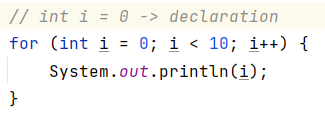 // int i = 0 -> declaration
for (int i = 0; i < 10; i++) {
    System.out.println(i);
}